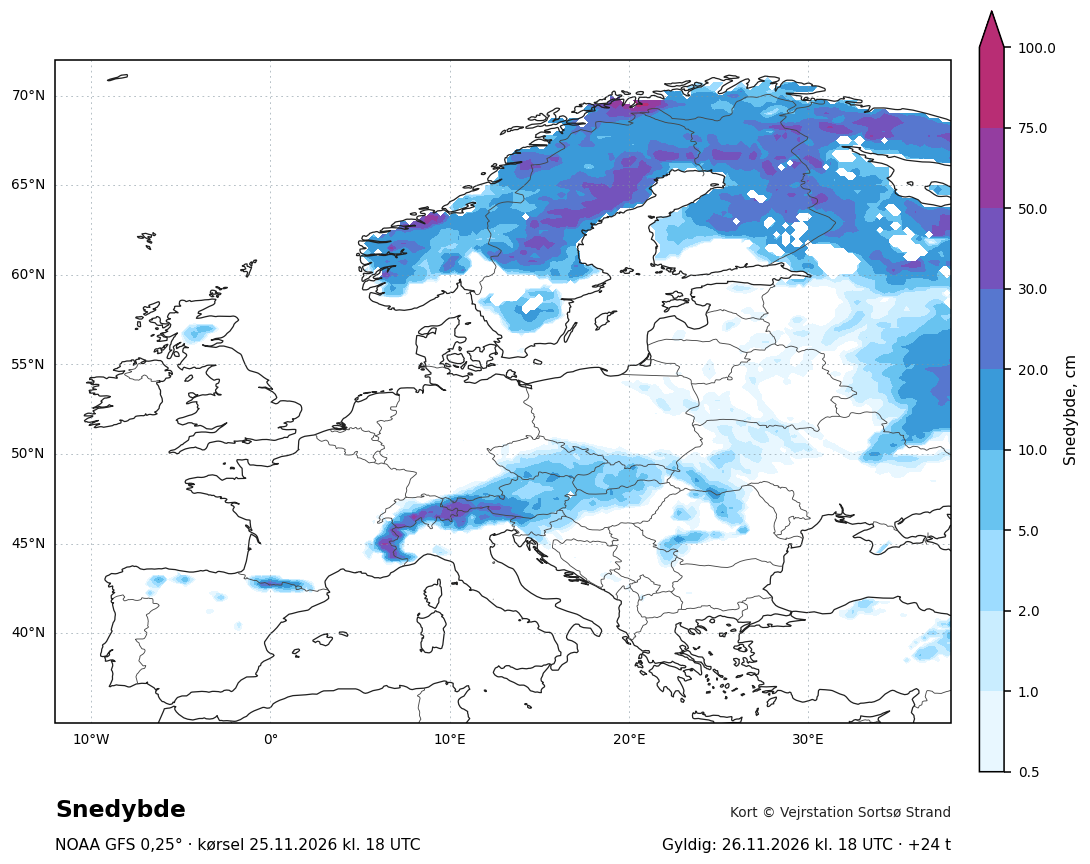 100.0
75.0
50.0
30.0
20.0
10.0
5.0
2.0
1.0
0.5
Snedybde, cm
70°N
65°N
60°N
55°N
50°N
45°N
40°N
10°W 0° 10°E 20°E 30°E
Snedybde
Kort © Vejrstation Sortsø Strand
NOAA GFS 0,25° · kørsel 25.11.2026 kl. 18 UTC
Gyldig: 26.11.2026 kl. 18 UTC · +24 t